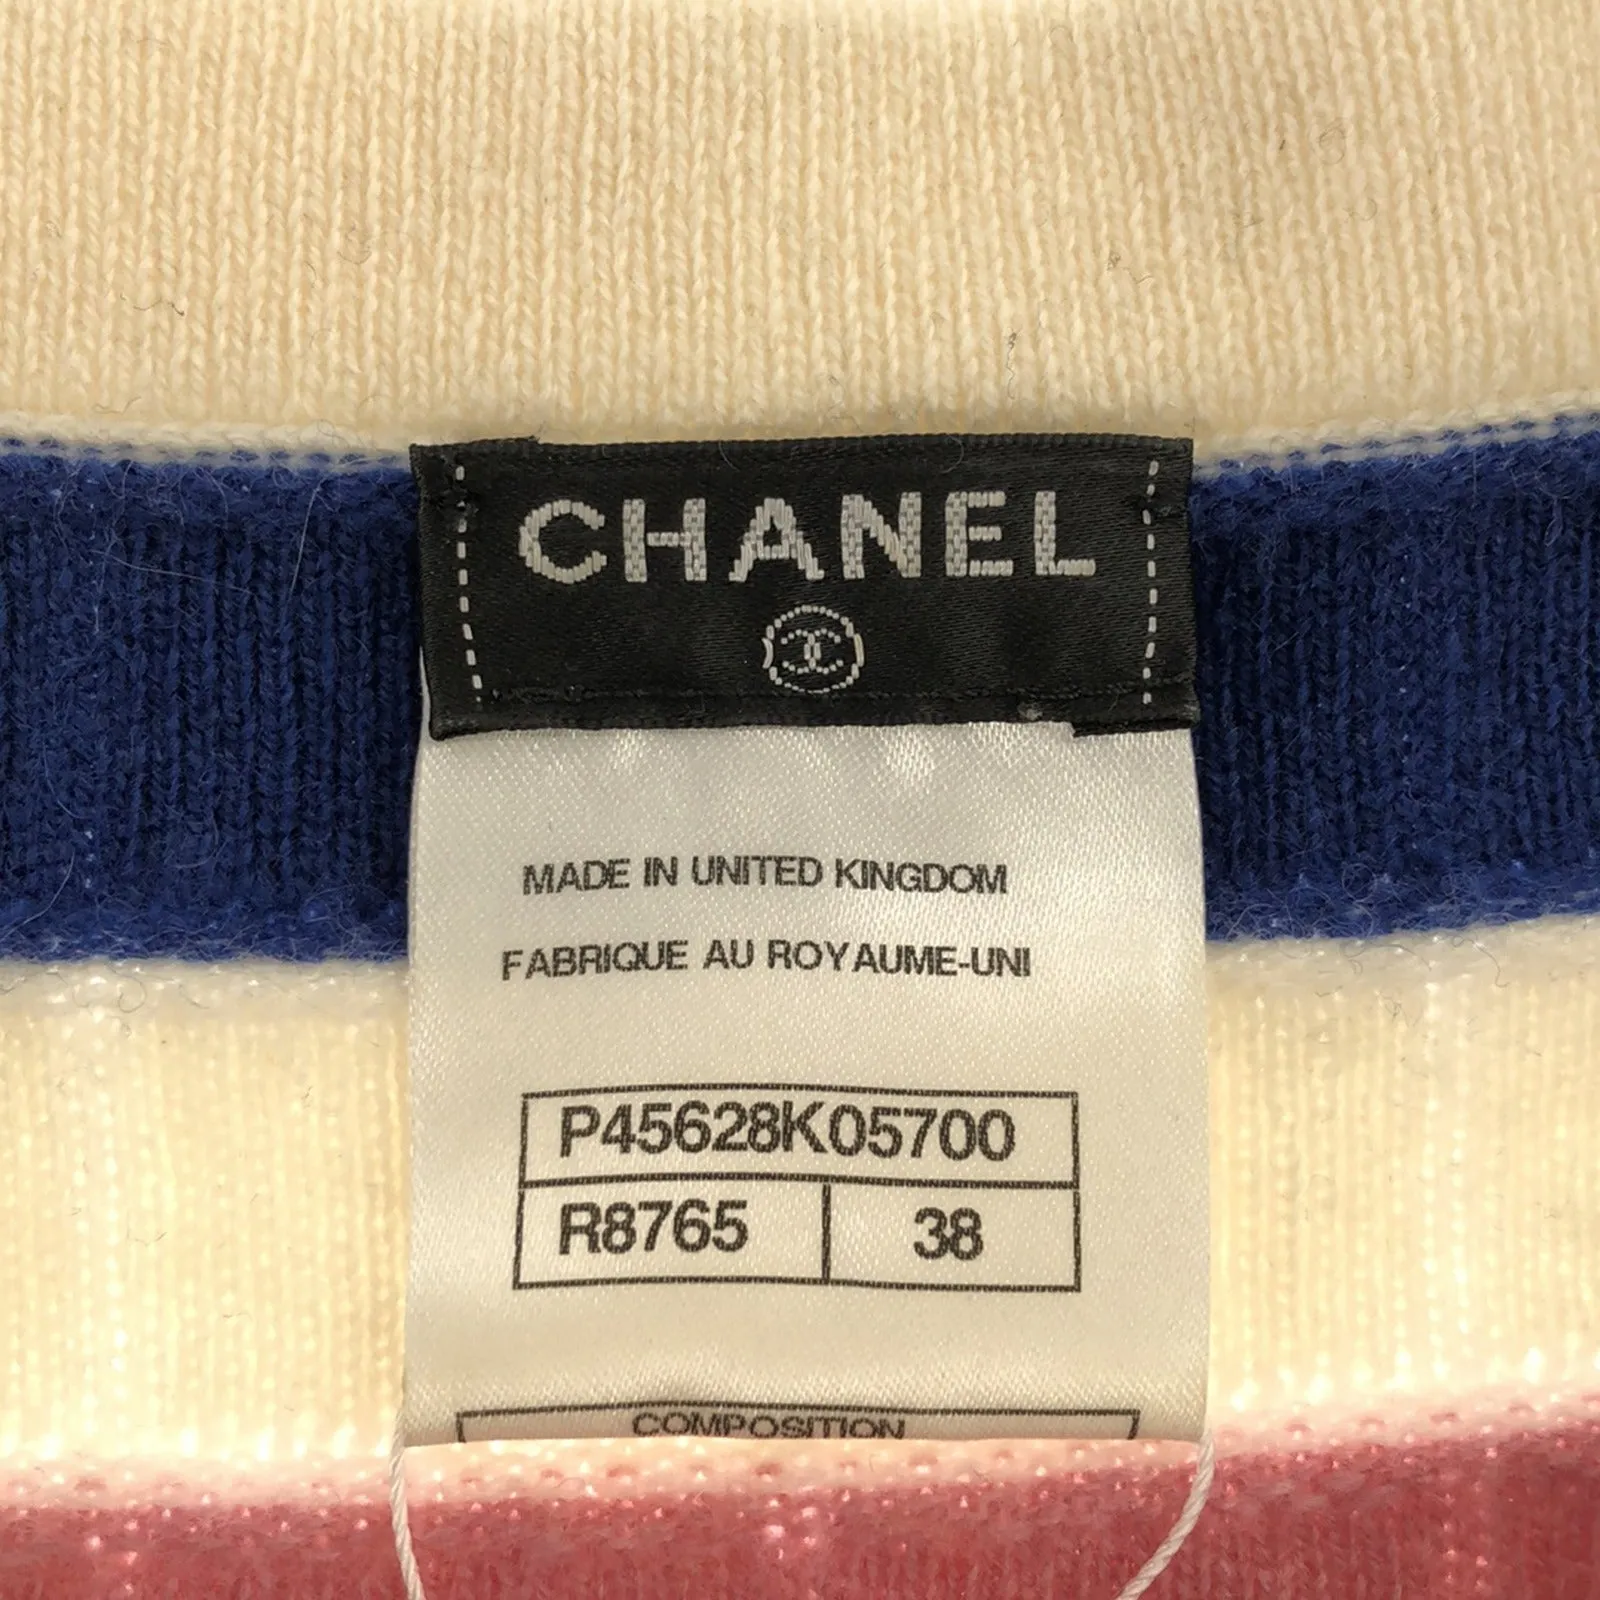 CHANEL
MADE IN UNITED KINGDOM
FABRIQUE AU ROYAUME-UNI
P45628K05700
R8765 38
COMPOSITION